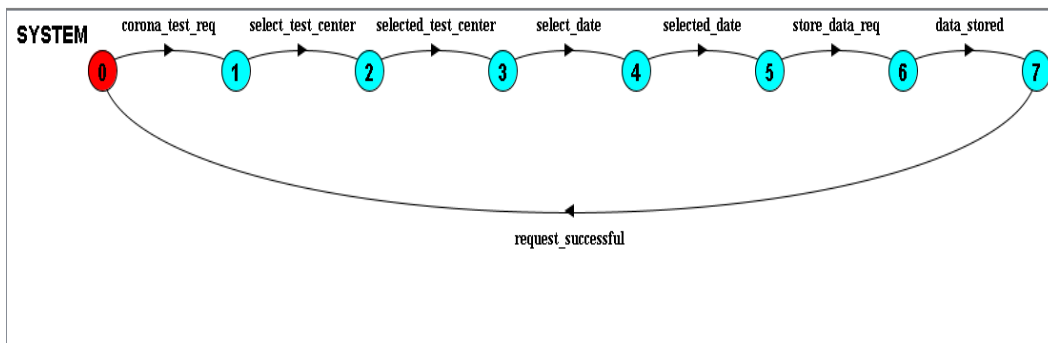 SYSTEM
corona_test_req
select_test_center
selected_test_center
select_date
selected_date
store_data_req
data_stored
0
1
2
3
4
5
6
7
request_successful